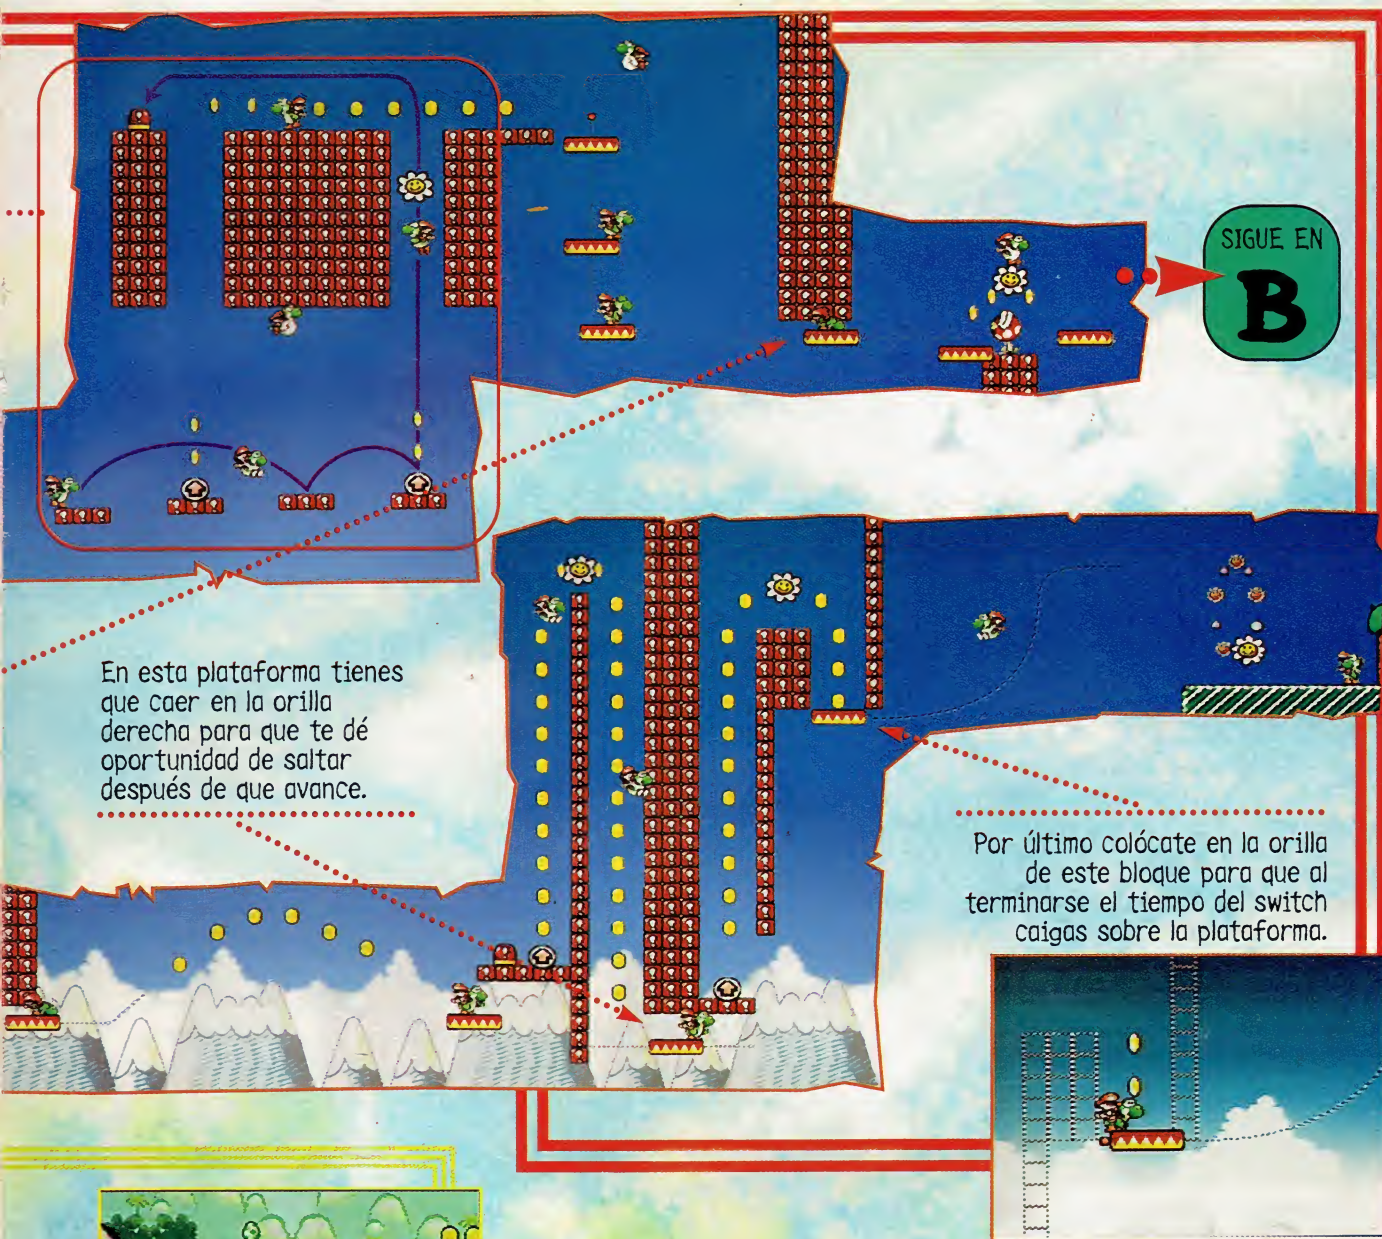 SIGUE EN
B
En esta plataforma tienes
que caer en la orilla
derecha para que te dé
oportunidad de saltar
después de que avance.
Por último colócate en la orilla
de este bloque para que al
terminarse el tiempo del switch
caigas sobre la plataforma.